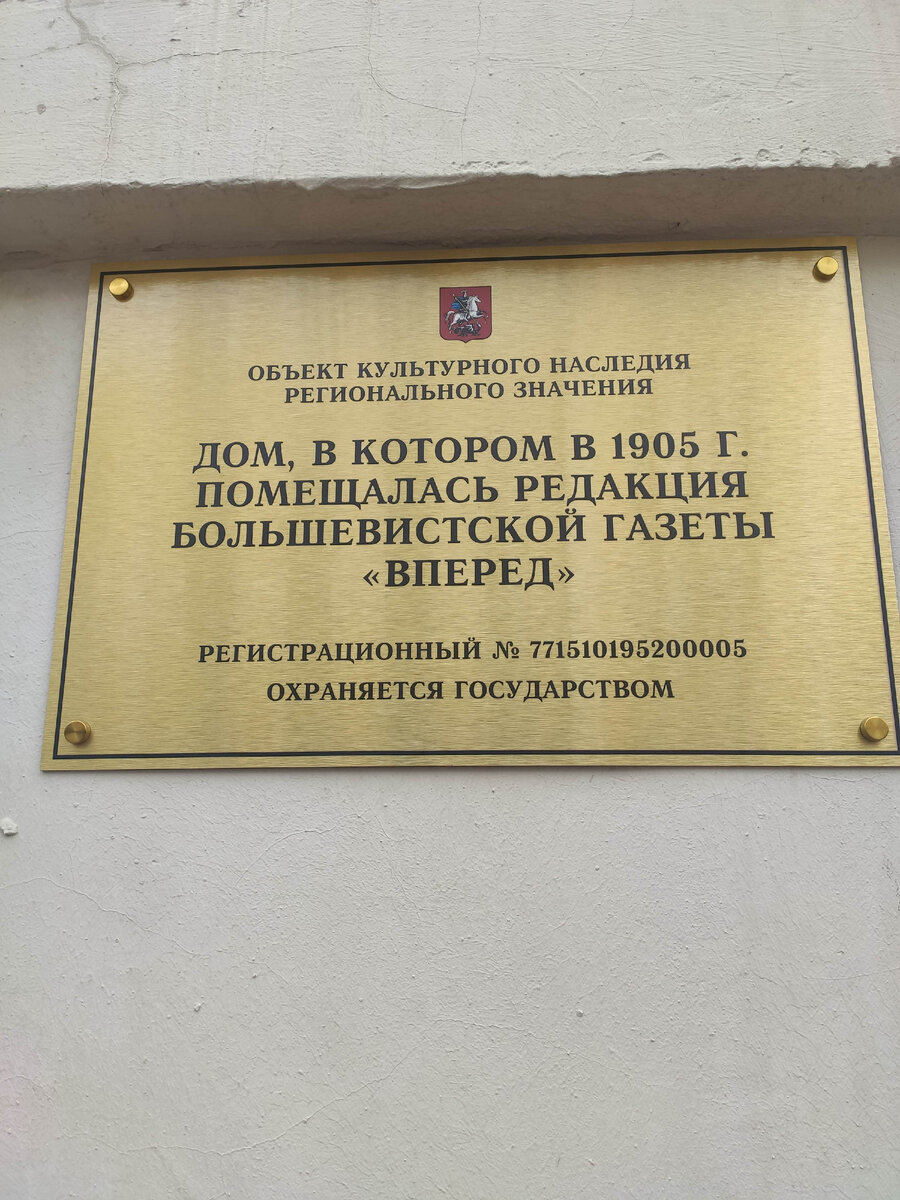 ОБЪЕКТ КУЛЬТУРНОГО НАСЛЕДИЯ
РЕГИОНАЛЬНОГО ЗНАЧЕНИЯ
ДОМ, В КОТОРОМ В 1905 Г.
ПОМЕЩАЛАСЬ РЕДАКЦИЯ
БОЛЬШЕВИСТСКОЙ ГАЗЕТЫ
«ВПЕРЕД»
РЕГИСТРАЦИОННЫЙ № 771510195200005
ОХРАНЯЕТСЯ ГОСУДАРСТВОМ